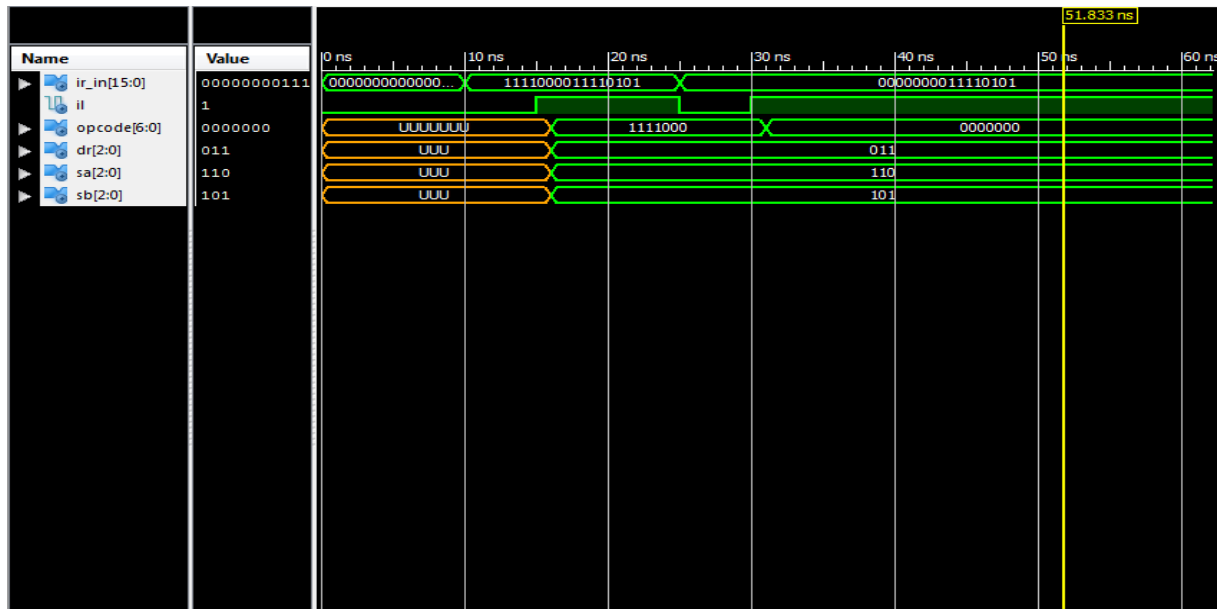 51.833 ns
Name Value 0 ns 10 ns 20 ns 30 ns 40 ns 50 ns 60 ns
ir_in[15:0] 00000000111 0000000000000... 1111000011110101 0000000011110101
il 1
opcode[6:0] 0000000 UUUUUUU 1111000 0000000
dr[2:0] 011 UUU 011
sa[2:0] 110 UUU 110
sb[2:0] 101 UUU 101